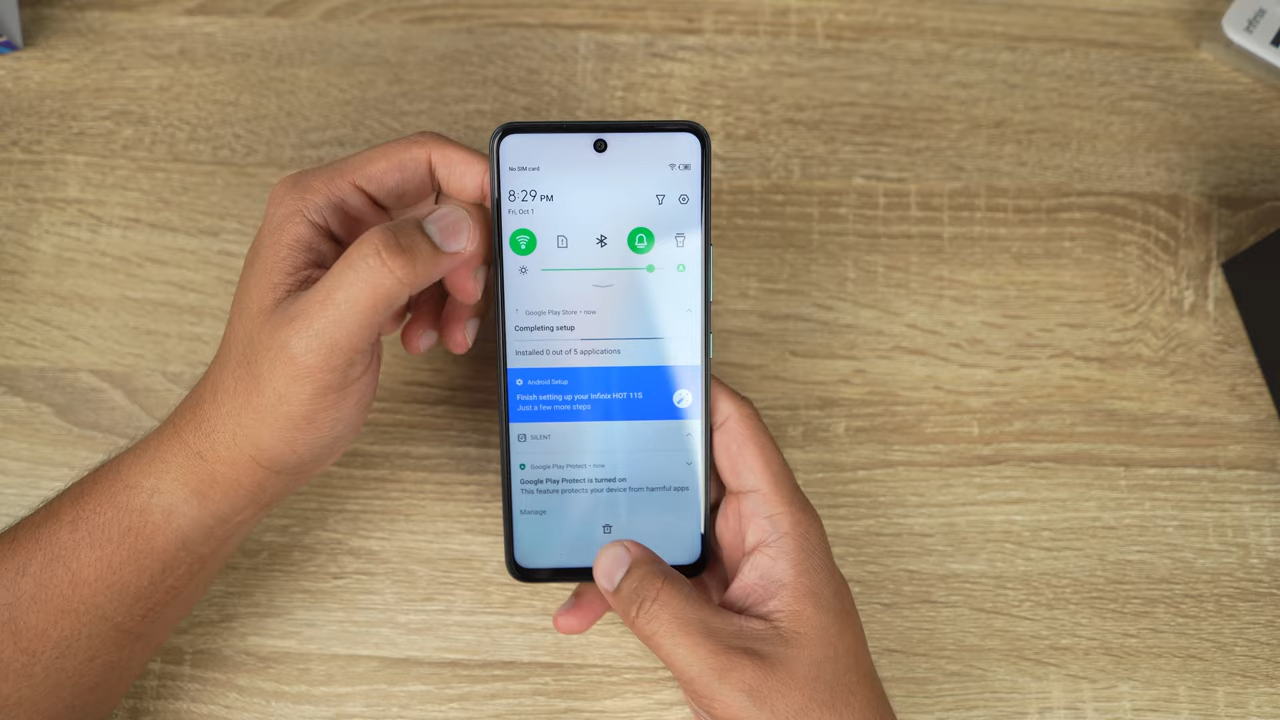 Infinix
No SIM card
8:29 PM
Fri, Oct 1
Google Play Store • now
Completing setup
Installed 0 out of 5 applications
Android Setup
Finish setting up your Infinix HOT 11S
Just a few more steps
SILENT
Google Play Protect • now
Google Play Protect is turned on
This feature protects your device from harmful apps
Manage